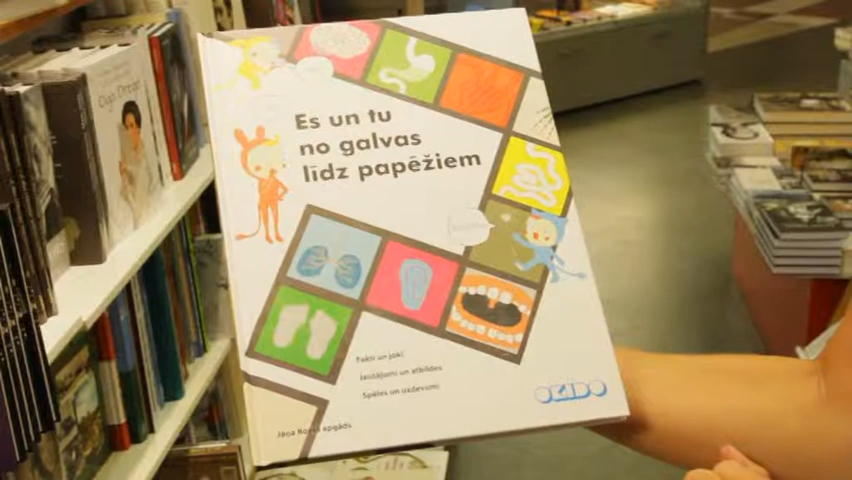 Es un tu
no galvas
līdz papēžiem
Fakti un joki
Jautājumi un atbildes
Spēles un uzdevumi
OKIDO
Jāņa Rozes apgāds